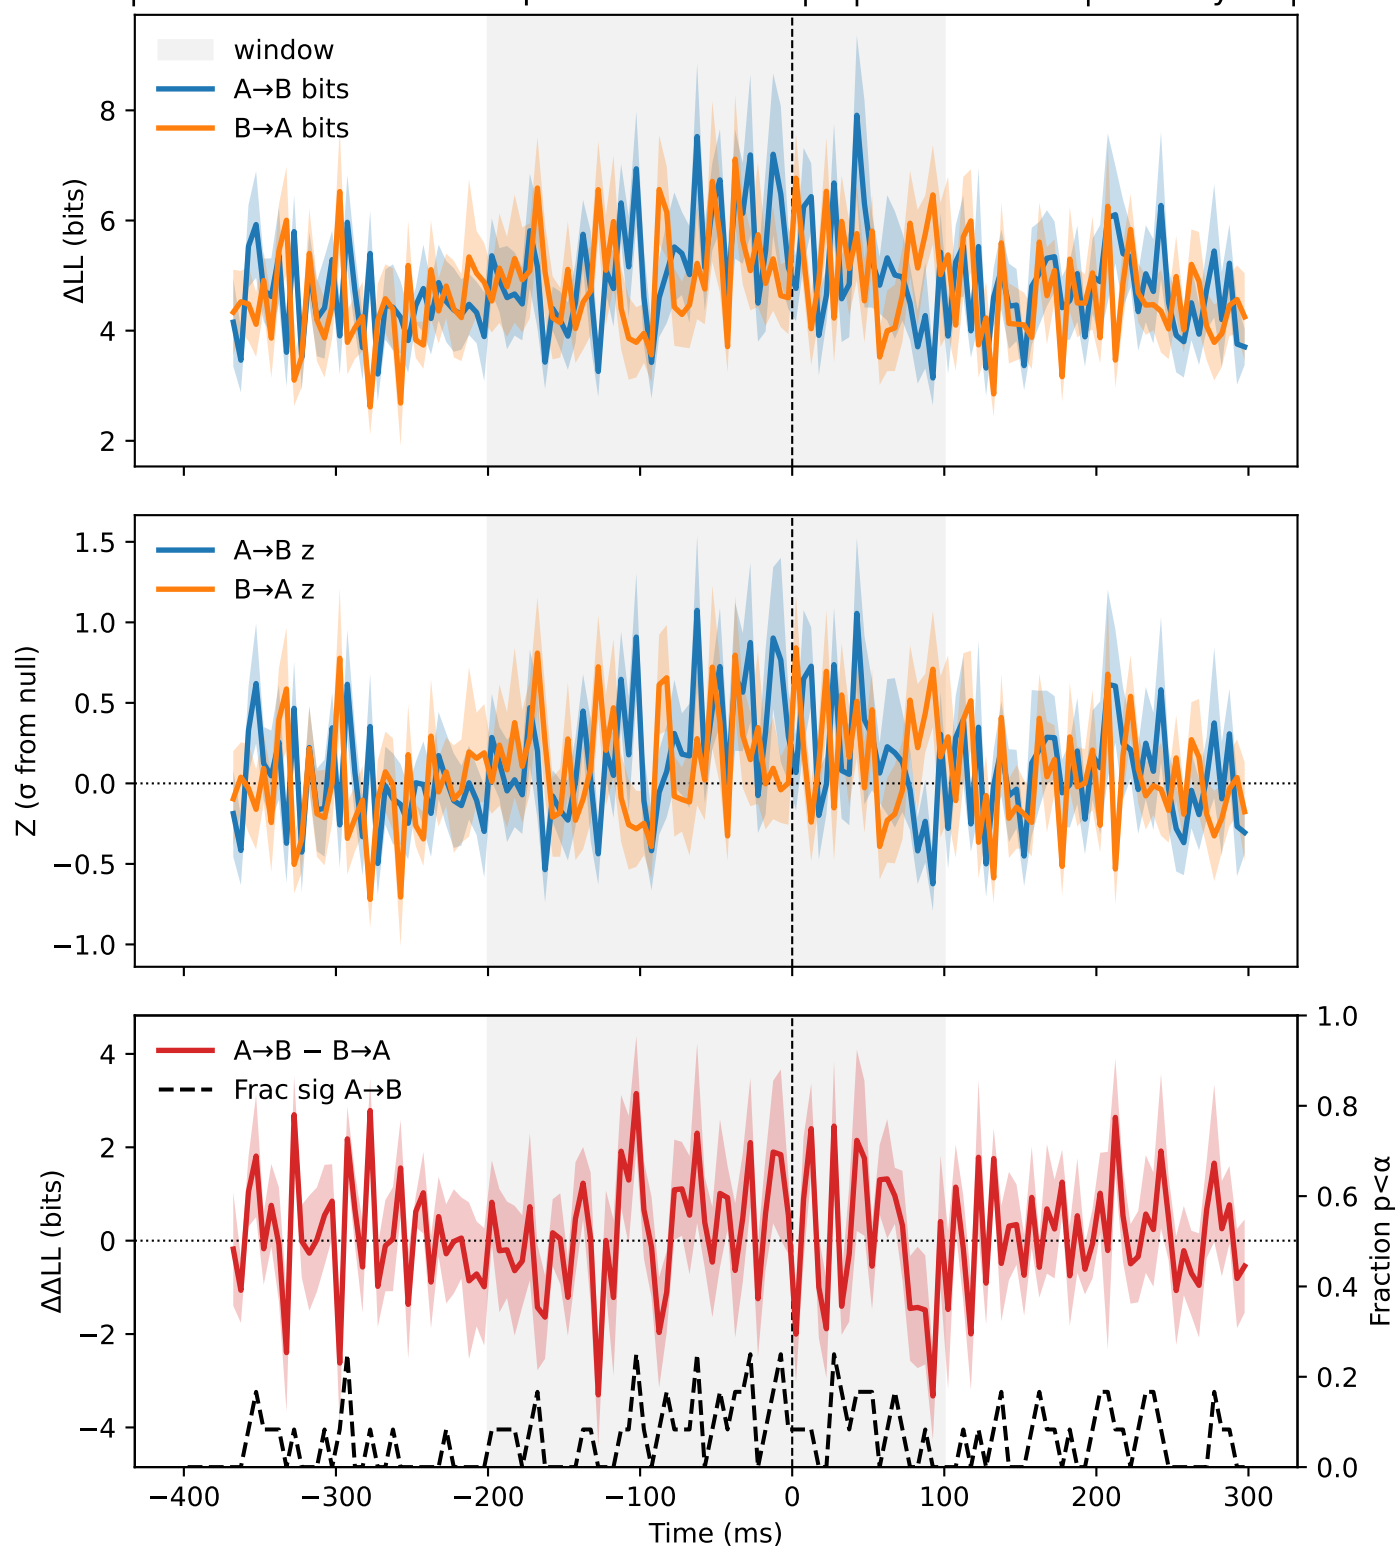 window
A→B bits
B→A bits
ΔLL (bits)
8
6
4
2
A→B z
B→A z
Z (σ from null)
1.5
1.0
0.5
0.0
−0.5
−1.0
A→B − B→A
Frac sig A→B
ΔΔLL (bits)
4
2
0
−2
−4
1.0
0.8
0.6
0.4
0.2
0.0
Fraction p<α
−400
−300
−200
−100
0
100
200
300
Time (ms)